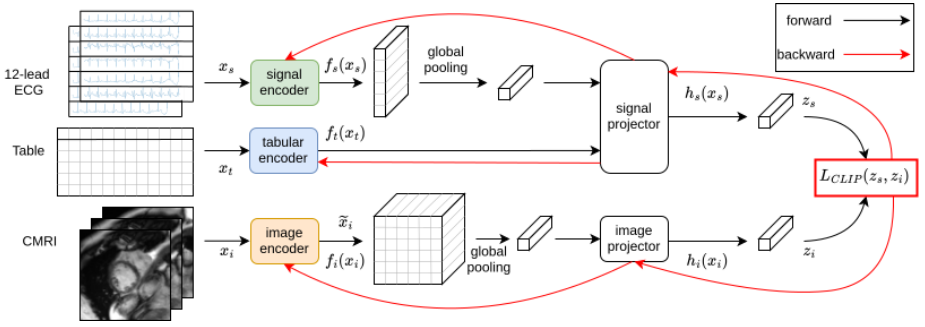 forward
backward
12-lead
ECG
x_s
signal
encoder
f_s(x_s)
global
pooling
signal
projector
h_s(x_s)
z_s
Table
x_t
tabular
encoder
f_t(x_t)
L_{CLIP}(z_s, z_i)
CMRI
x_i
image
encoder
x̃_i
f_i(x_i)
global
pooling
image
projector
h_i(x_i)
z_i